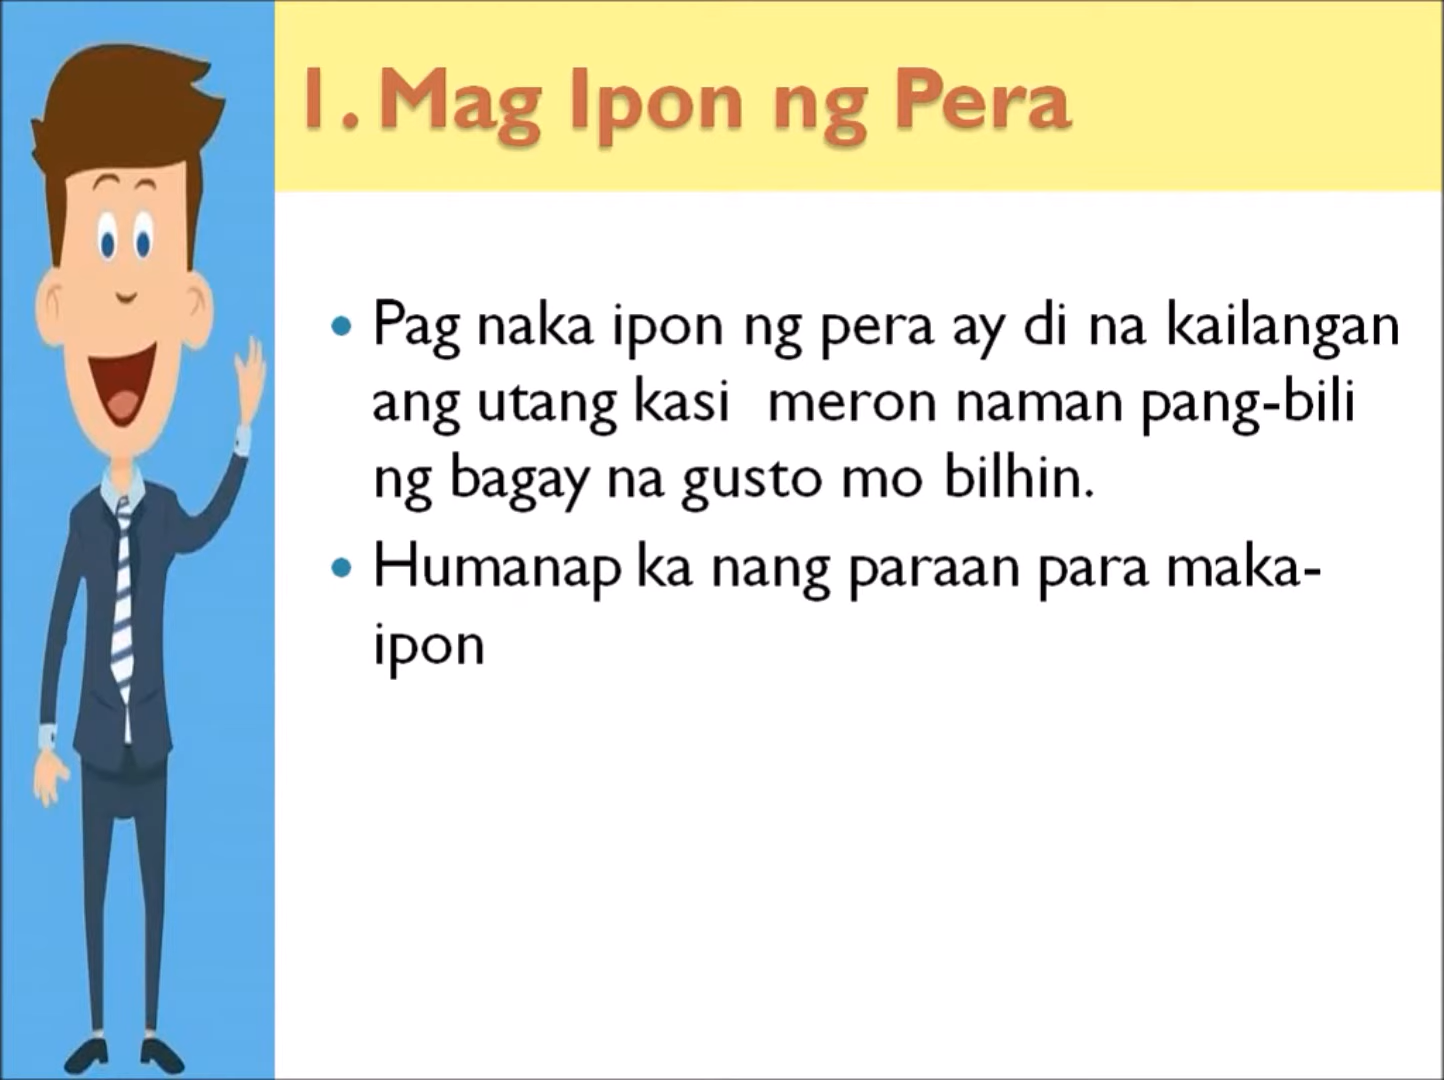 1. Mag Ipon ng Pera
• Pag naka ipon ng pera ay di na kailangan
ang utang kasi  meron naman pang-bili
ng bagay na gusto mo bilhin.
• Humanap ka nang paraan para maka-
ipon